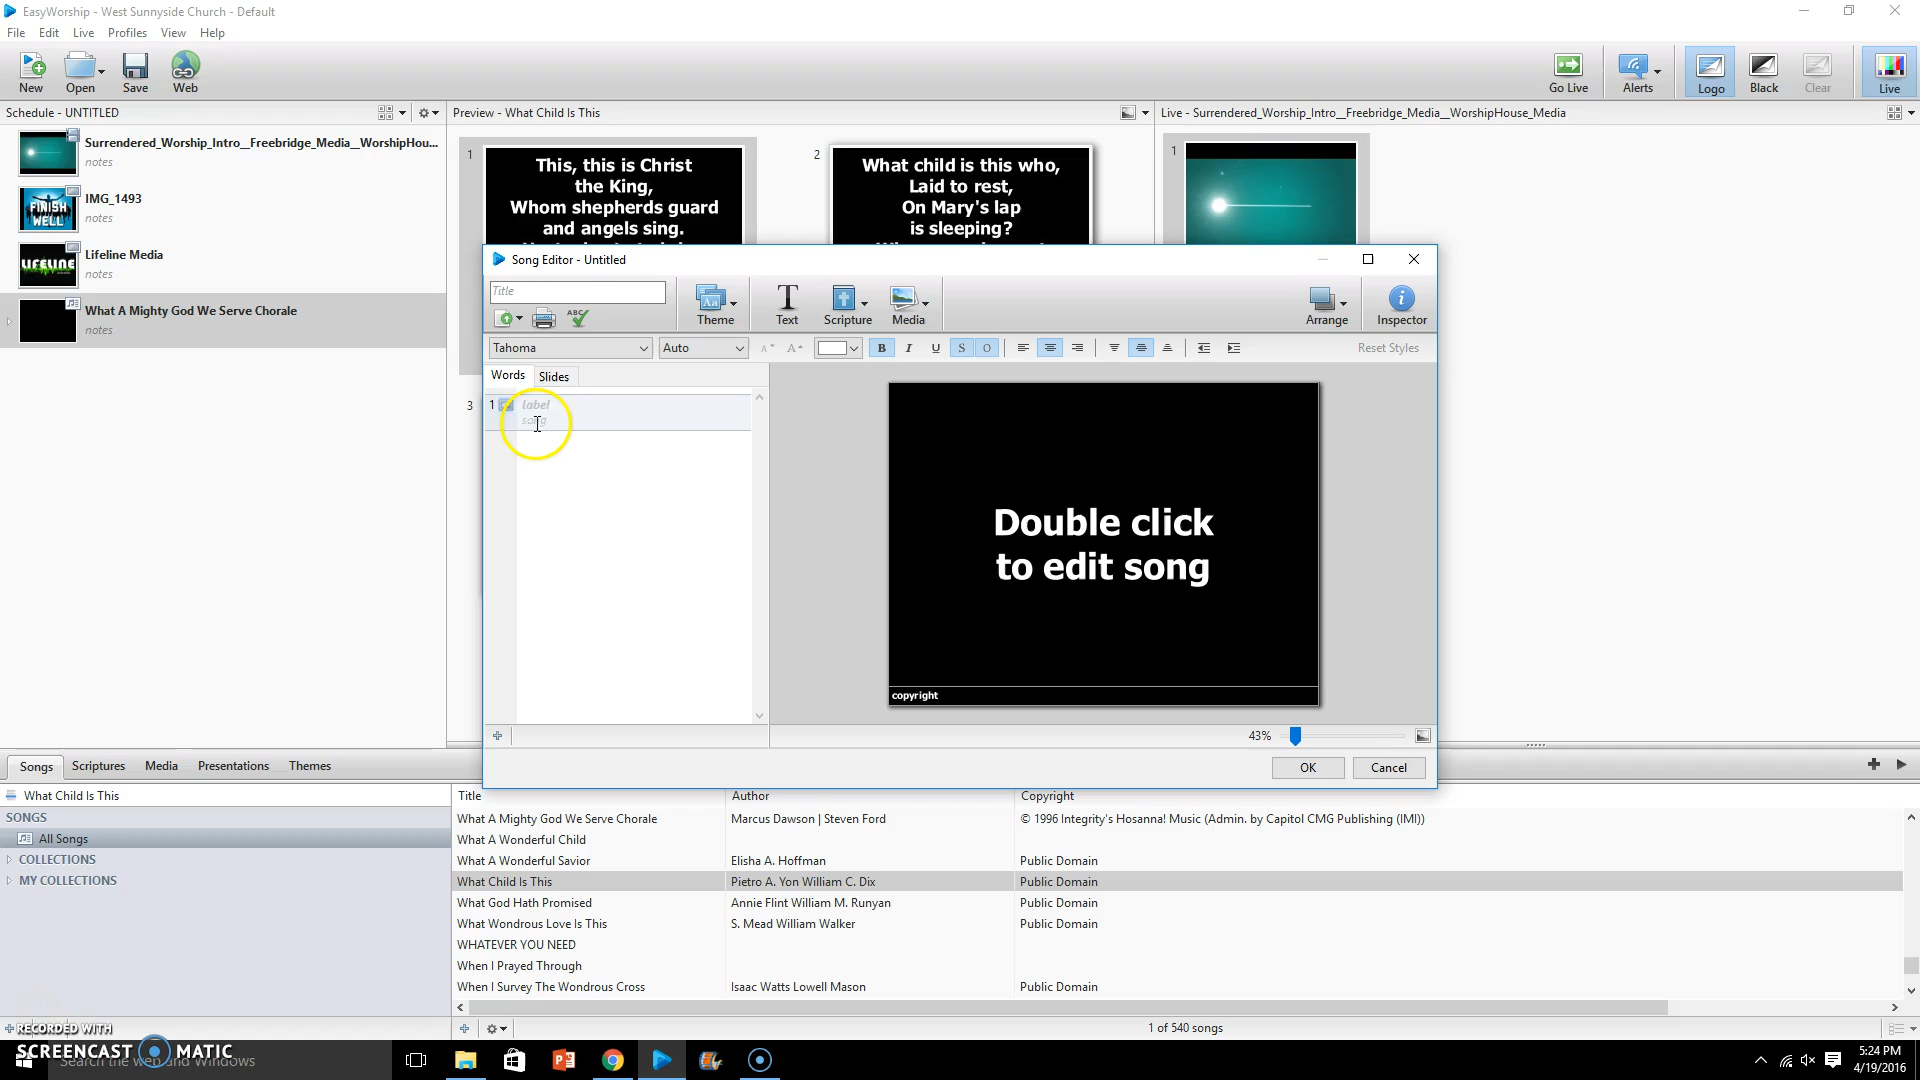 EasyWorship - West Sunnyside Church - Default
File Edit Live Profiles View Help
New Open Save Web
Go Live Alerts Logo Black Clear Live
Schedule - UNTITLED
Preview - What Child Is This
Live - Surrendered_Worship_Intro__Freebridge_Media__WorshipHouse_Media
Surrendered_Worship_Intro__Freebridge_Media__WorshipHou...
notes
FINISH
WELL
IMG_1493
notes
LIFELINE
Lifeline Media
notes
What A Mighty God We Serve Chorale
notes
1
This, this is Christ
the King,
Whom shepherds guard
and angels sing.
2
What child is this who,
Laid to rest,
On Mary's lap
is sleeping?
3
1
Song Editor - Untitled
Title
ABC
Aa
Theme Text Scripture Media Arrange Inspector
Tahoma Auto B I U S O Reset Styles
Words Slides
1 label
song
Double click
to edit song
copyright
43%
OK Cancel
Songs Scriptures Media Presentations Themes
What Child Is This
SONGS
All Songs
COLLECTIONS
MY COLLECTIONS
Title Author Copyright
What A Mighty God We Serve Chorale Marcus Dawson | Steven Ford © 1996 Integrity's Hosanna! Music (Admin. by Capitol CMG Publishing (IMI))
What A Wonderful Child
What A Wonderful Savior Elisha A. Hoffman Public Domain
What Child Is This Pietro A. Yon William C. Dix Public Domain
What God Hath Promised Annie Flint William M. Runyan Public Domain
What Wondrous Love Is This S. Mead William Walker Public Domain
WHATEVER YOU NEED
When I Prayed Through
When I Survey The Wondrous Cross Isaac Watts Lowell Mason Public Domain
1 of 540 songs
RECORDED WITH
SCREENCAST MATIC
Search the web and Windows
5:24 PM
4/19/2016